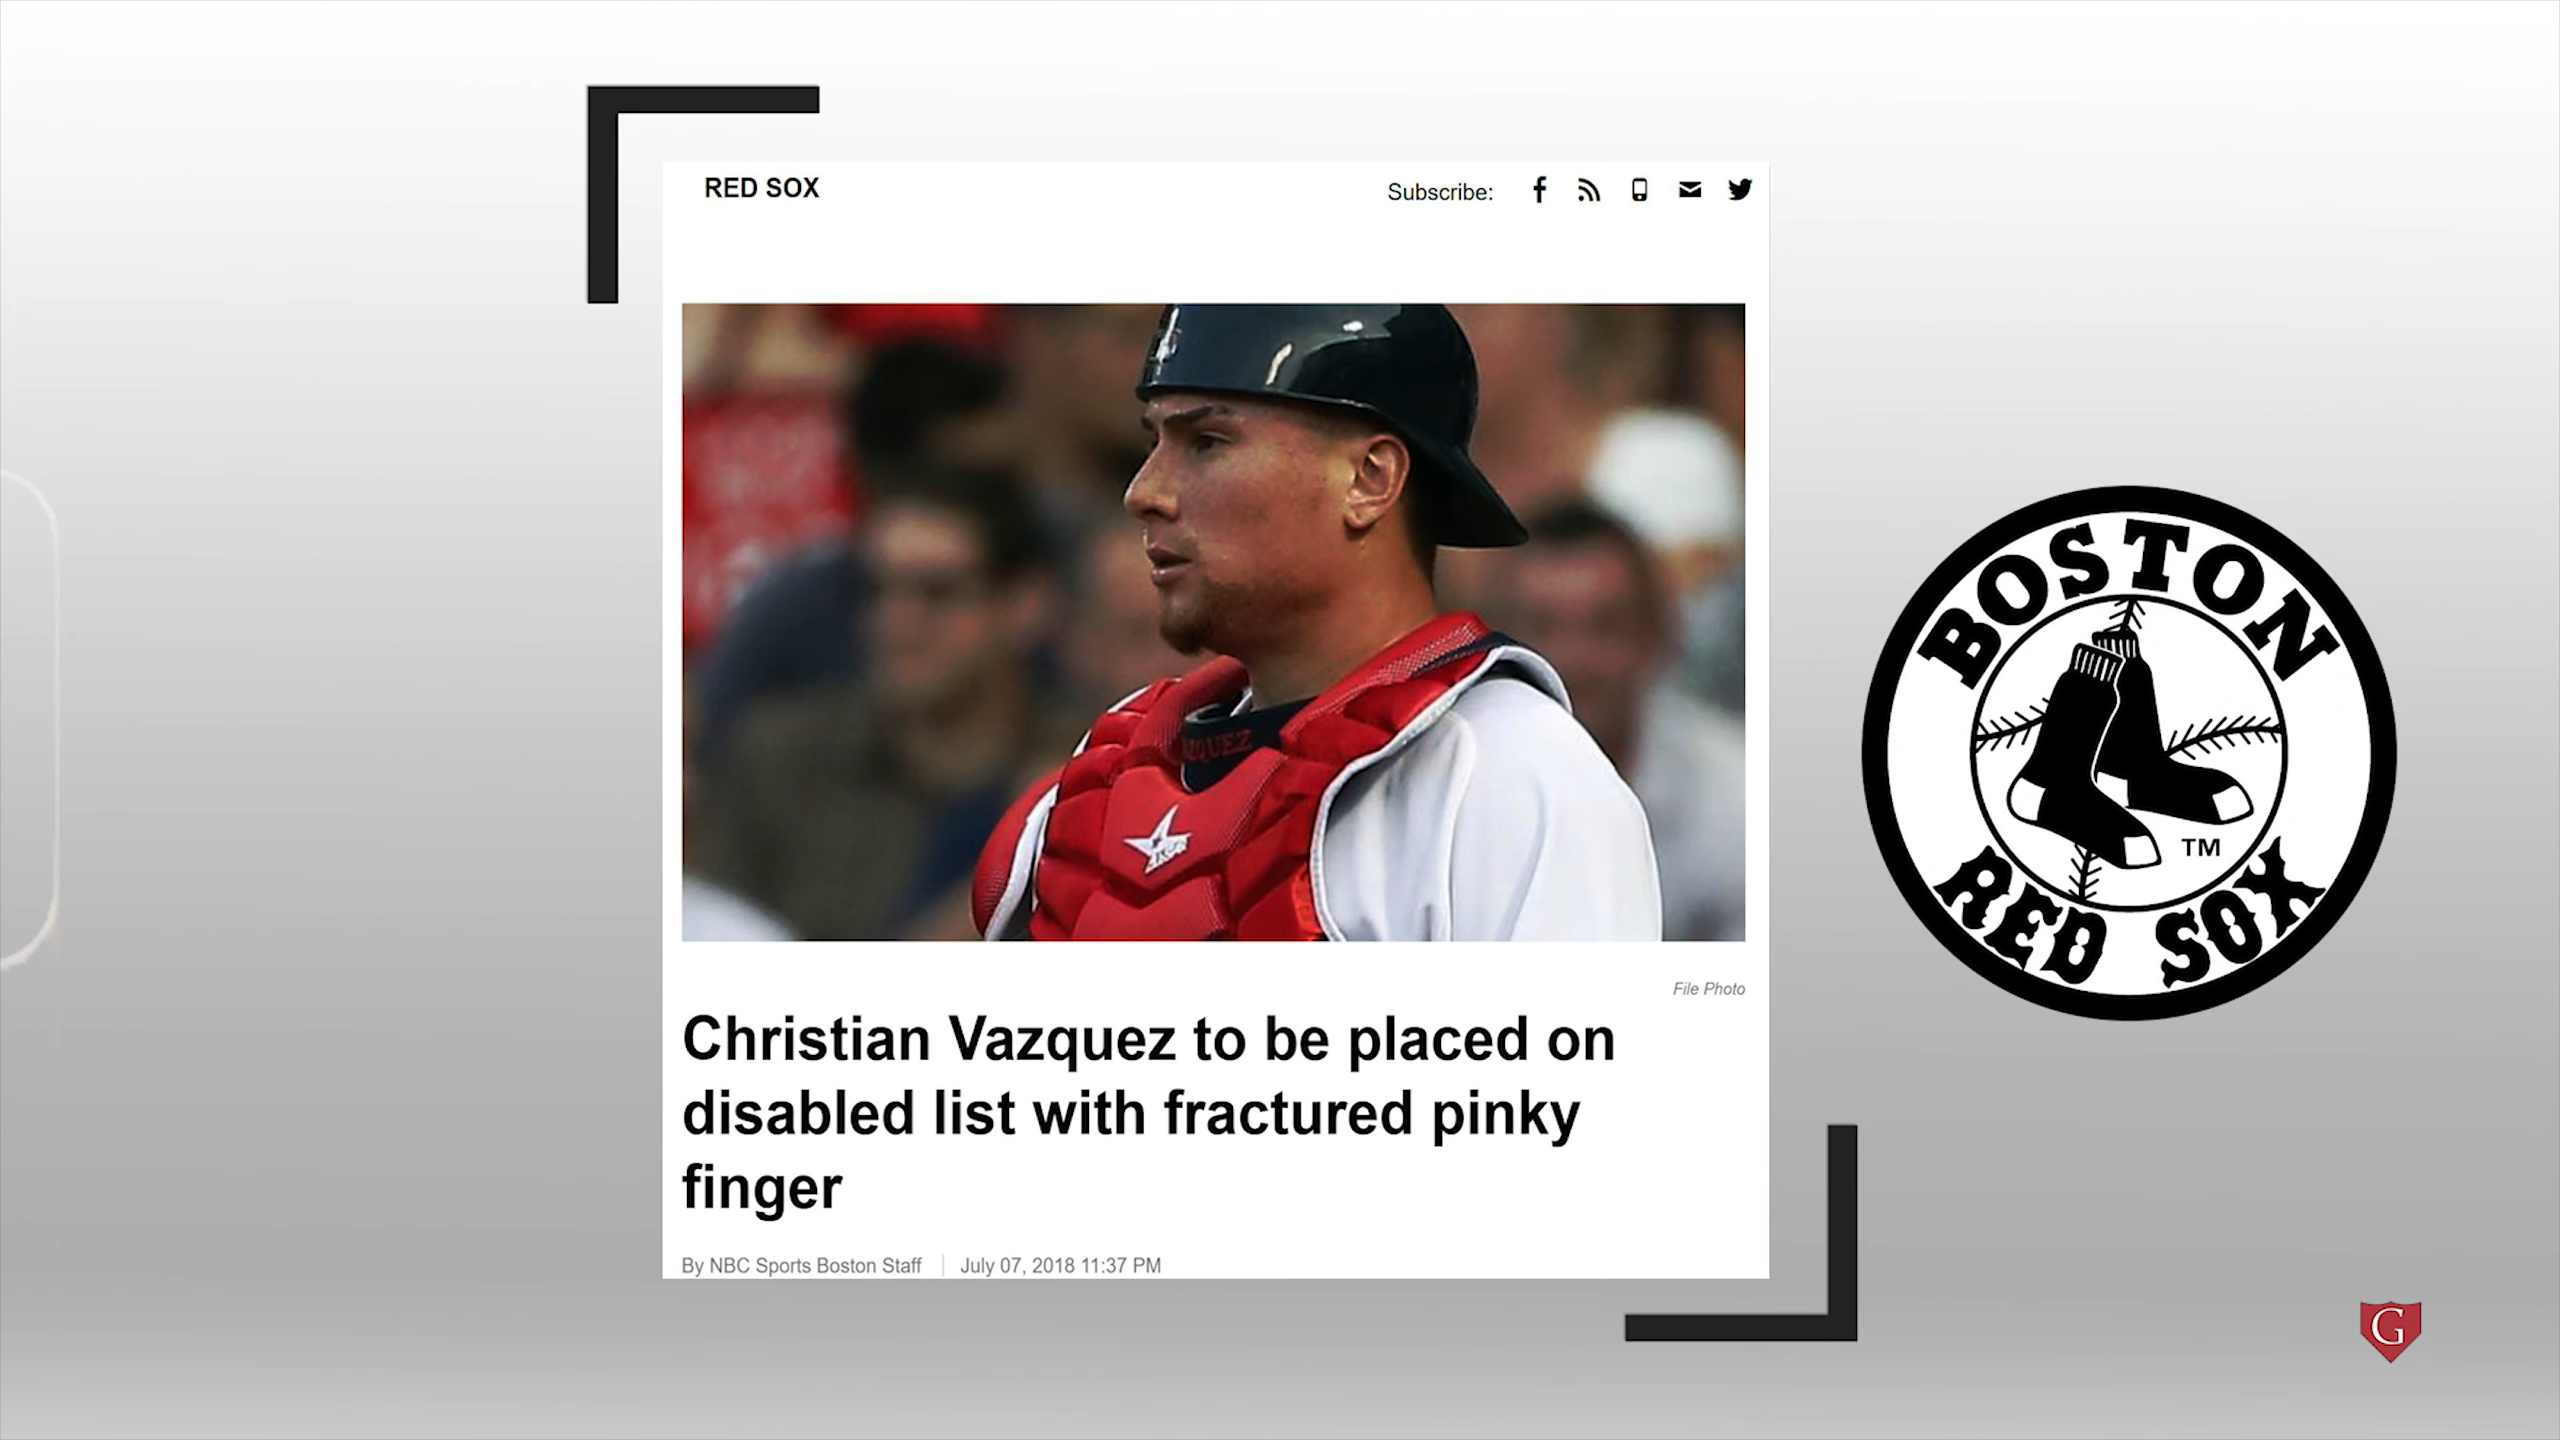 RED SOX
Subscribe:
File Photo
Christian Vazquez to be placed on
disabled list with fractured pinky
finger
By NBC Sports Boston Staff
July 07, 2018 11:37 PM
BOSTON
RED SOX
TM
G